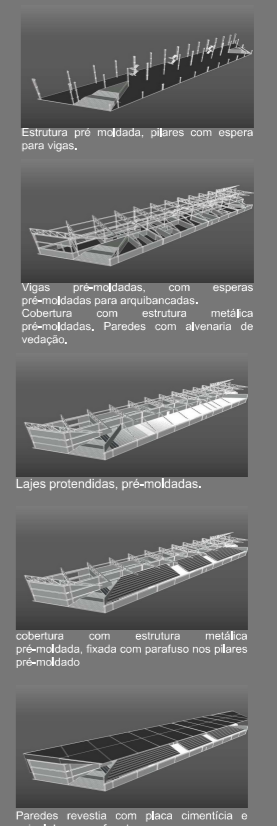 Estrutura pré moldada, pilares com espera
para vigas.
Vigas pré-moldadas, com esperas
pré-moldadas para arquibancadas.
Cobertura com estrutura metálica
pré-moldadas. Paredes com alvenaria de
vedação.
Lajes protendidas, pré-moldadas.
cobertura com estrutura metálica
pré-moldada, fixada com parafuso nos pilares
pré-moldado
Paredes revestia com placa cimentícia e